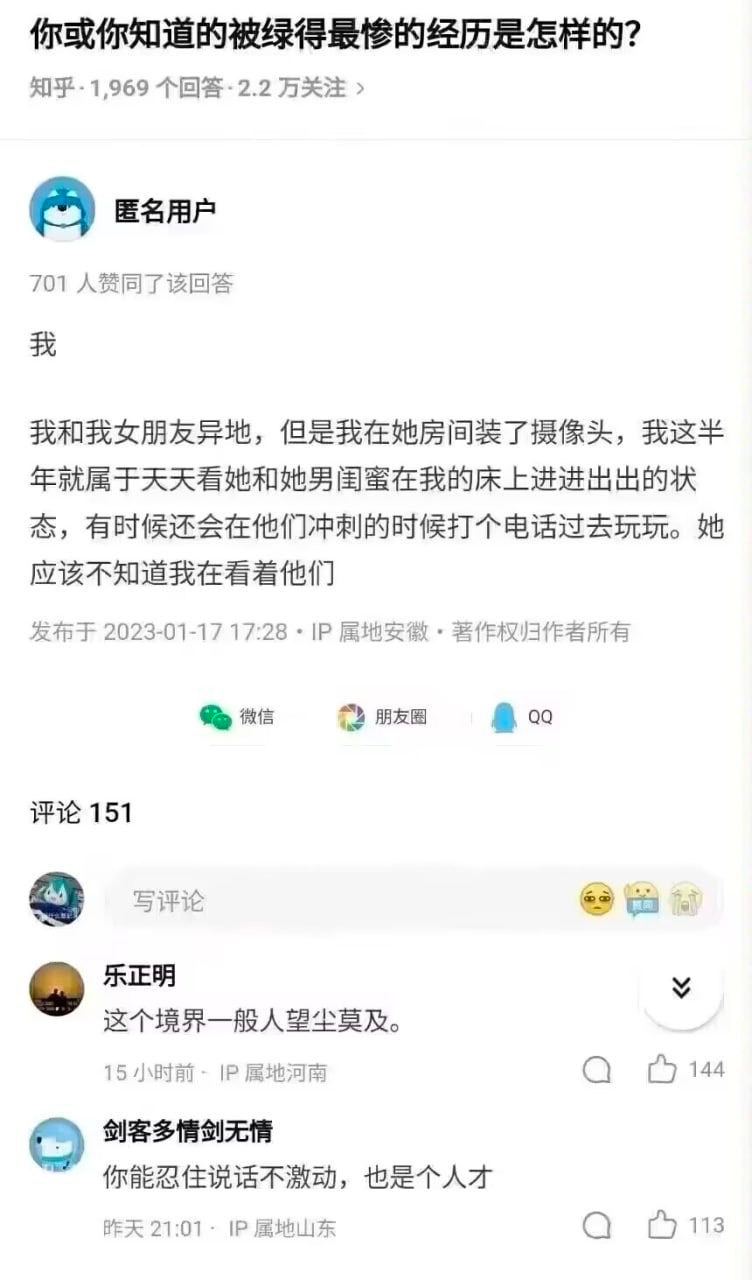 你或你知道的被绿得最惨的经历是怎样的？
知乎 · 1,969 个回答 · 2.2 万关注 >
匿名用户
701 人赞同了该回答
我
我和我女朋友异地，但是我在她房间装了摄像头，我这半
年就属于天天看她和她男闺蜜在我的床上进进出出的状
态，有时候还会在他们冲刺的时候打个电话过去玩玩。她
应该不知道我在看着他们
发布于 2023-01-17 17:28 · IP 属地安徽 · 著作权归作者所有
微信 朋友圈 QQ
评论 151
写评论
赞同
乐正明
这个境界一般人望尘莫及。
15 小时前 · IP 属地河南 144
剑客多情剑无情
你能忍住说话不激动，也是个人才
昨天 21:01 · IP 属地山东 113